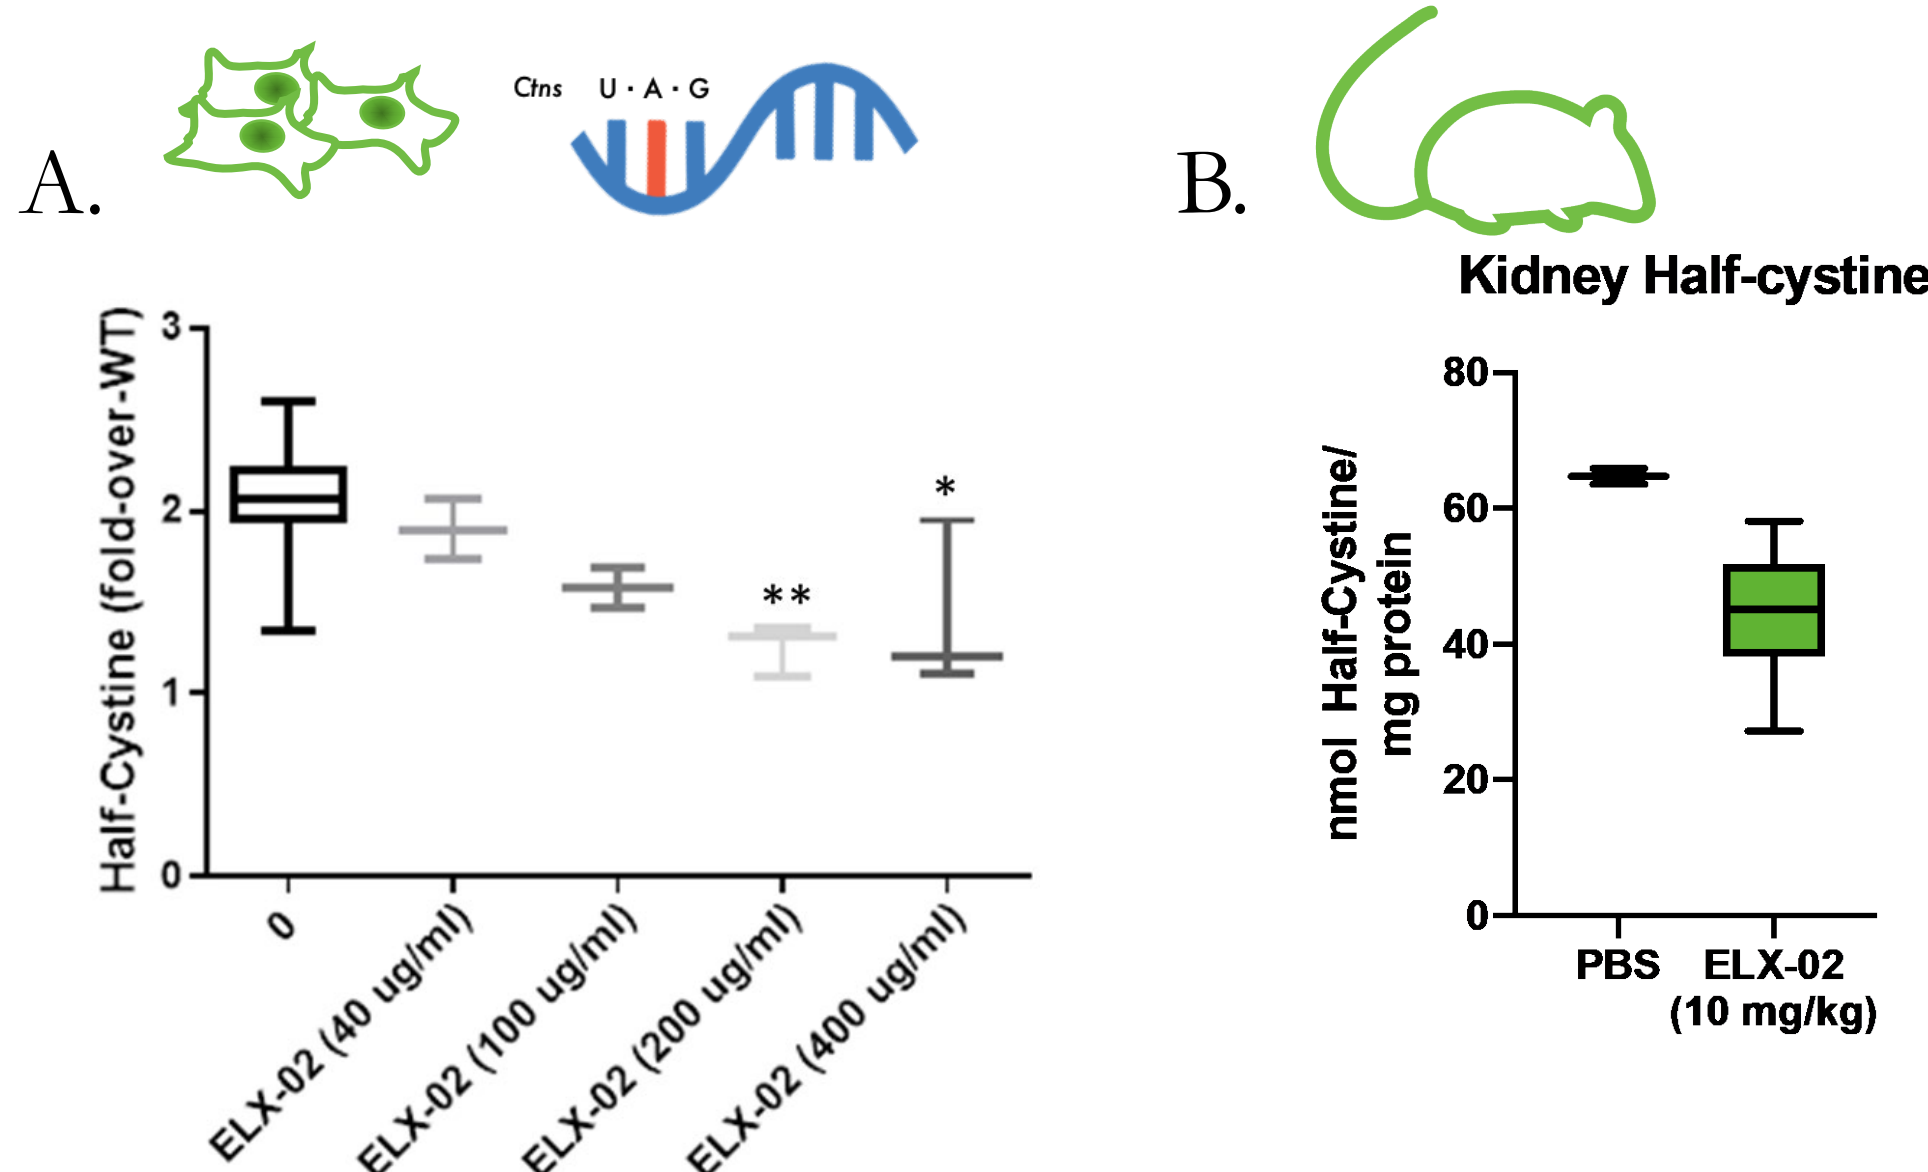 A.
Ctns U·A·G
Half-Cystine (fold-over-WT)
3
2
1
0
**
*
0
ELX-02 (40 ug/ml)
ELX-02 (100 ug/ml)
ELX-02 (200 ug/ml)
ELX-02 (400 ug/ml)
B.
Kidney Half-cystine
nmol Half-Cystine/
mg protein
80
60
40
20
0
PBS
ELX-02
(10 mg/kg)